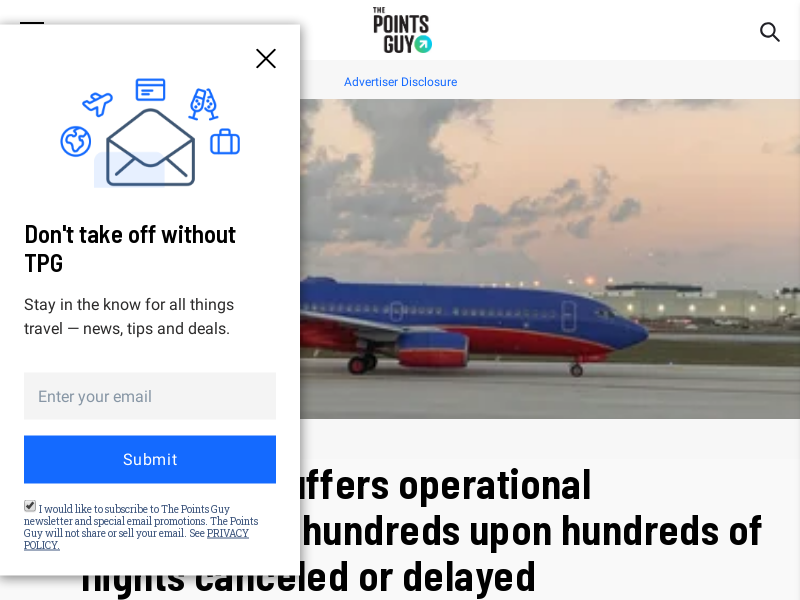 THE
POINTS
GUY
Advertiser Disclosure
Don't take off without
TPG
Stay in the know for all things
travel — news, tips and deals.
Enter your email
Submit
I would like to subscribe to The Points Guy
newsletter and special email promotions. The Points
Guy will not share or sell your email. See PRIVACY
POLICY.
uffers operational
hundreds upon hundreds of
flights canceled or delayed